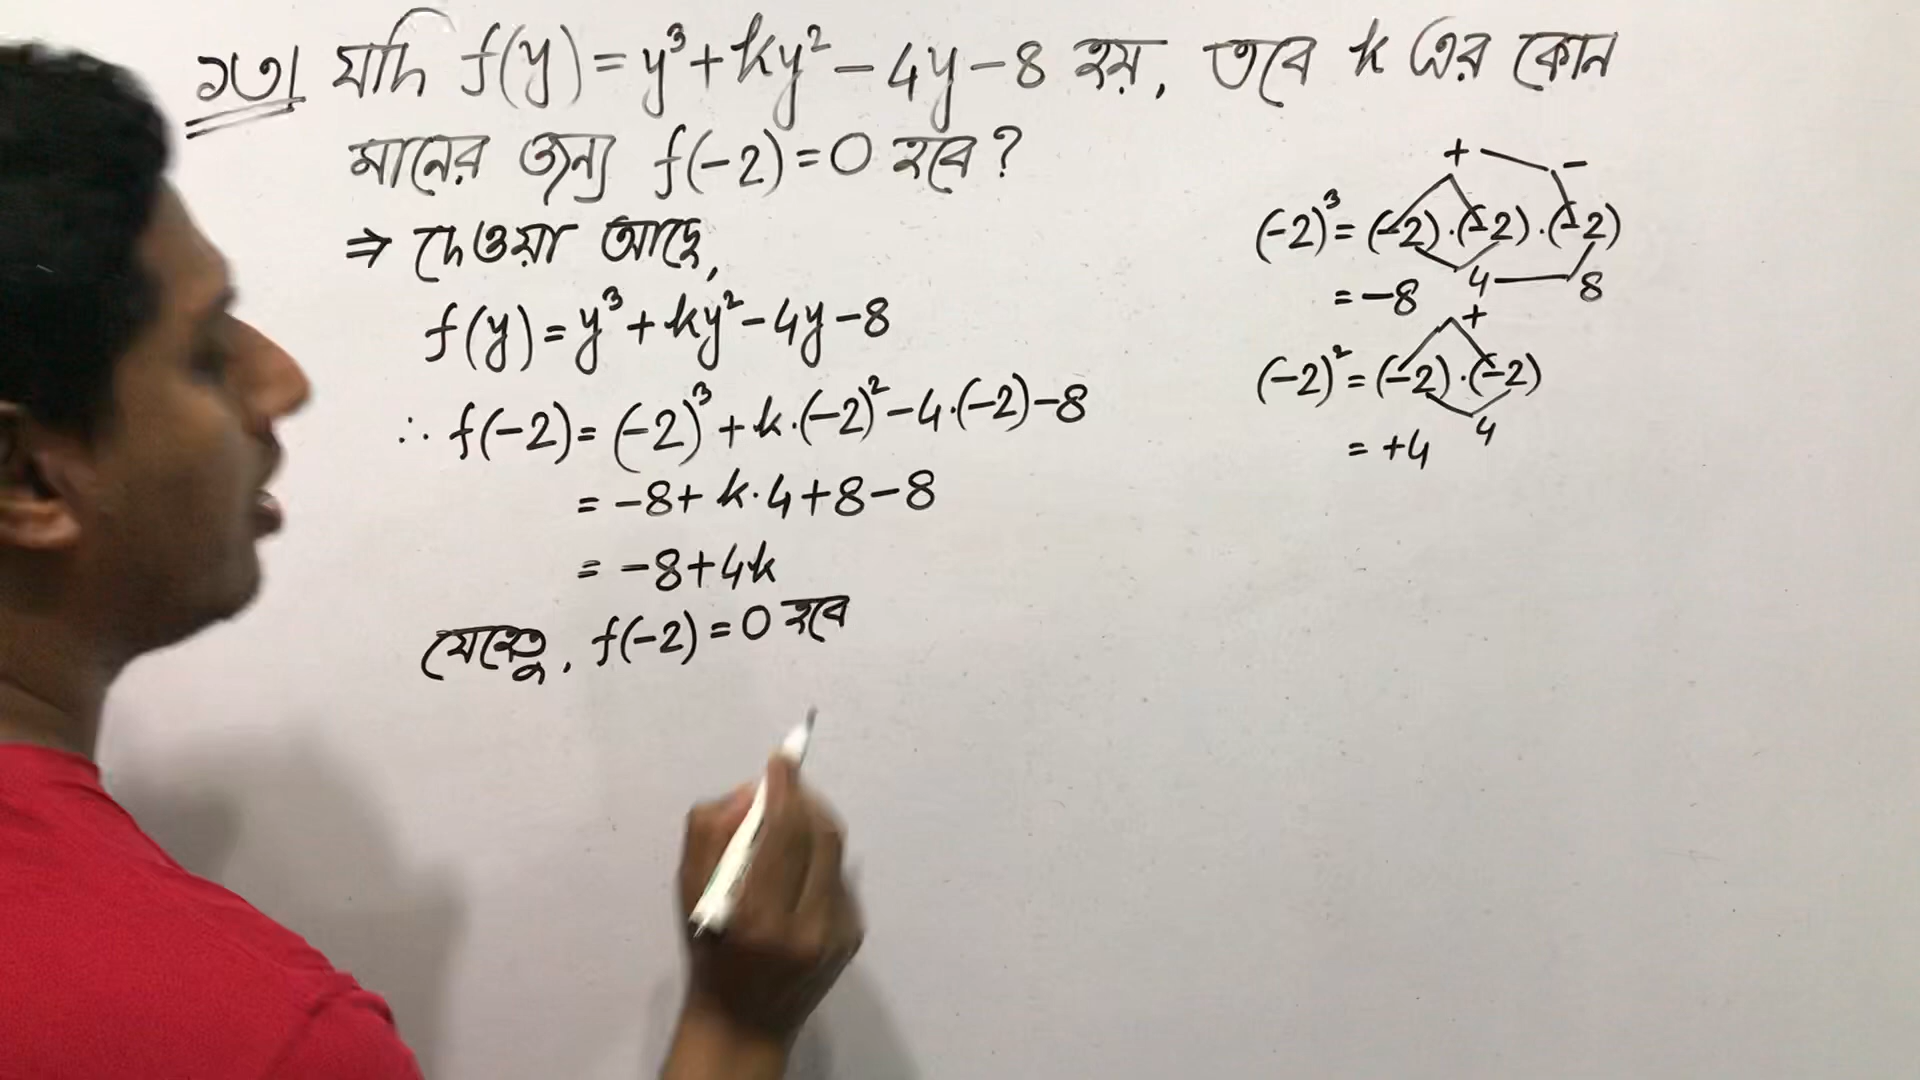 ১৩। যদি f(y) = y³ + ky² – 4y – 8 হয়, তবে k এর কোন
মানের জন্য f(-2) = 0 হবে?
⇒ দেওয়া আছে,
f(y) = y³ + ky² – 4y – 8
∴ f(-2) = (-2)³ + k·(-2)² – 4·(-2) – 8
= -8 + k·4 + 8 – 8
= -8 + 4k
যেহেতু, f(-2) = 0 হবে
+ –
(-2)³ = (-2)·(-2)·(-2)
4 8
= -8
+
(-2)² = (-2)·(-2)
4
= +4